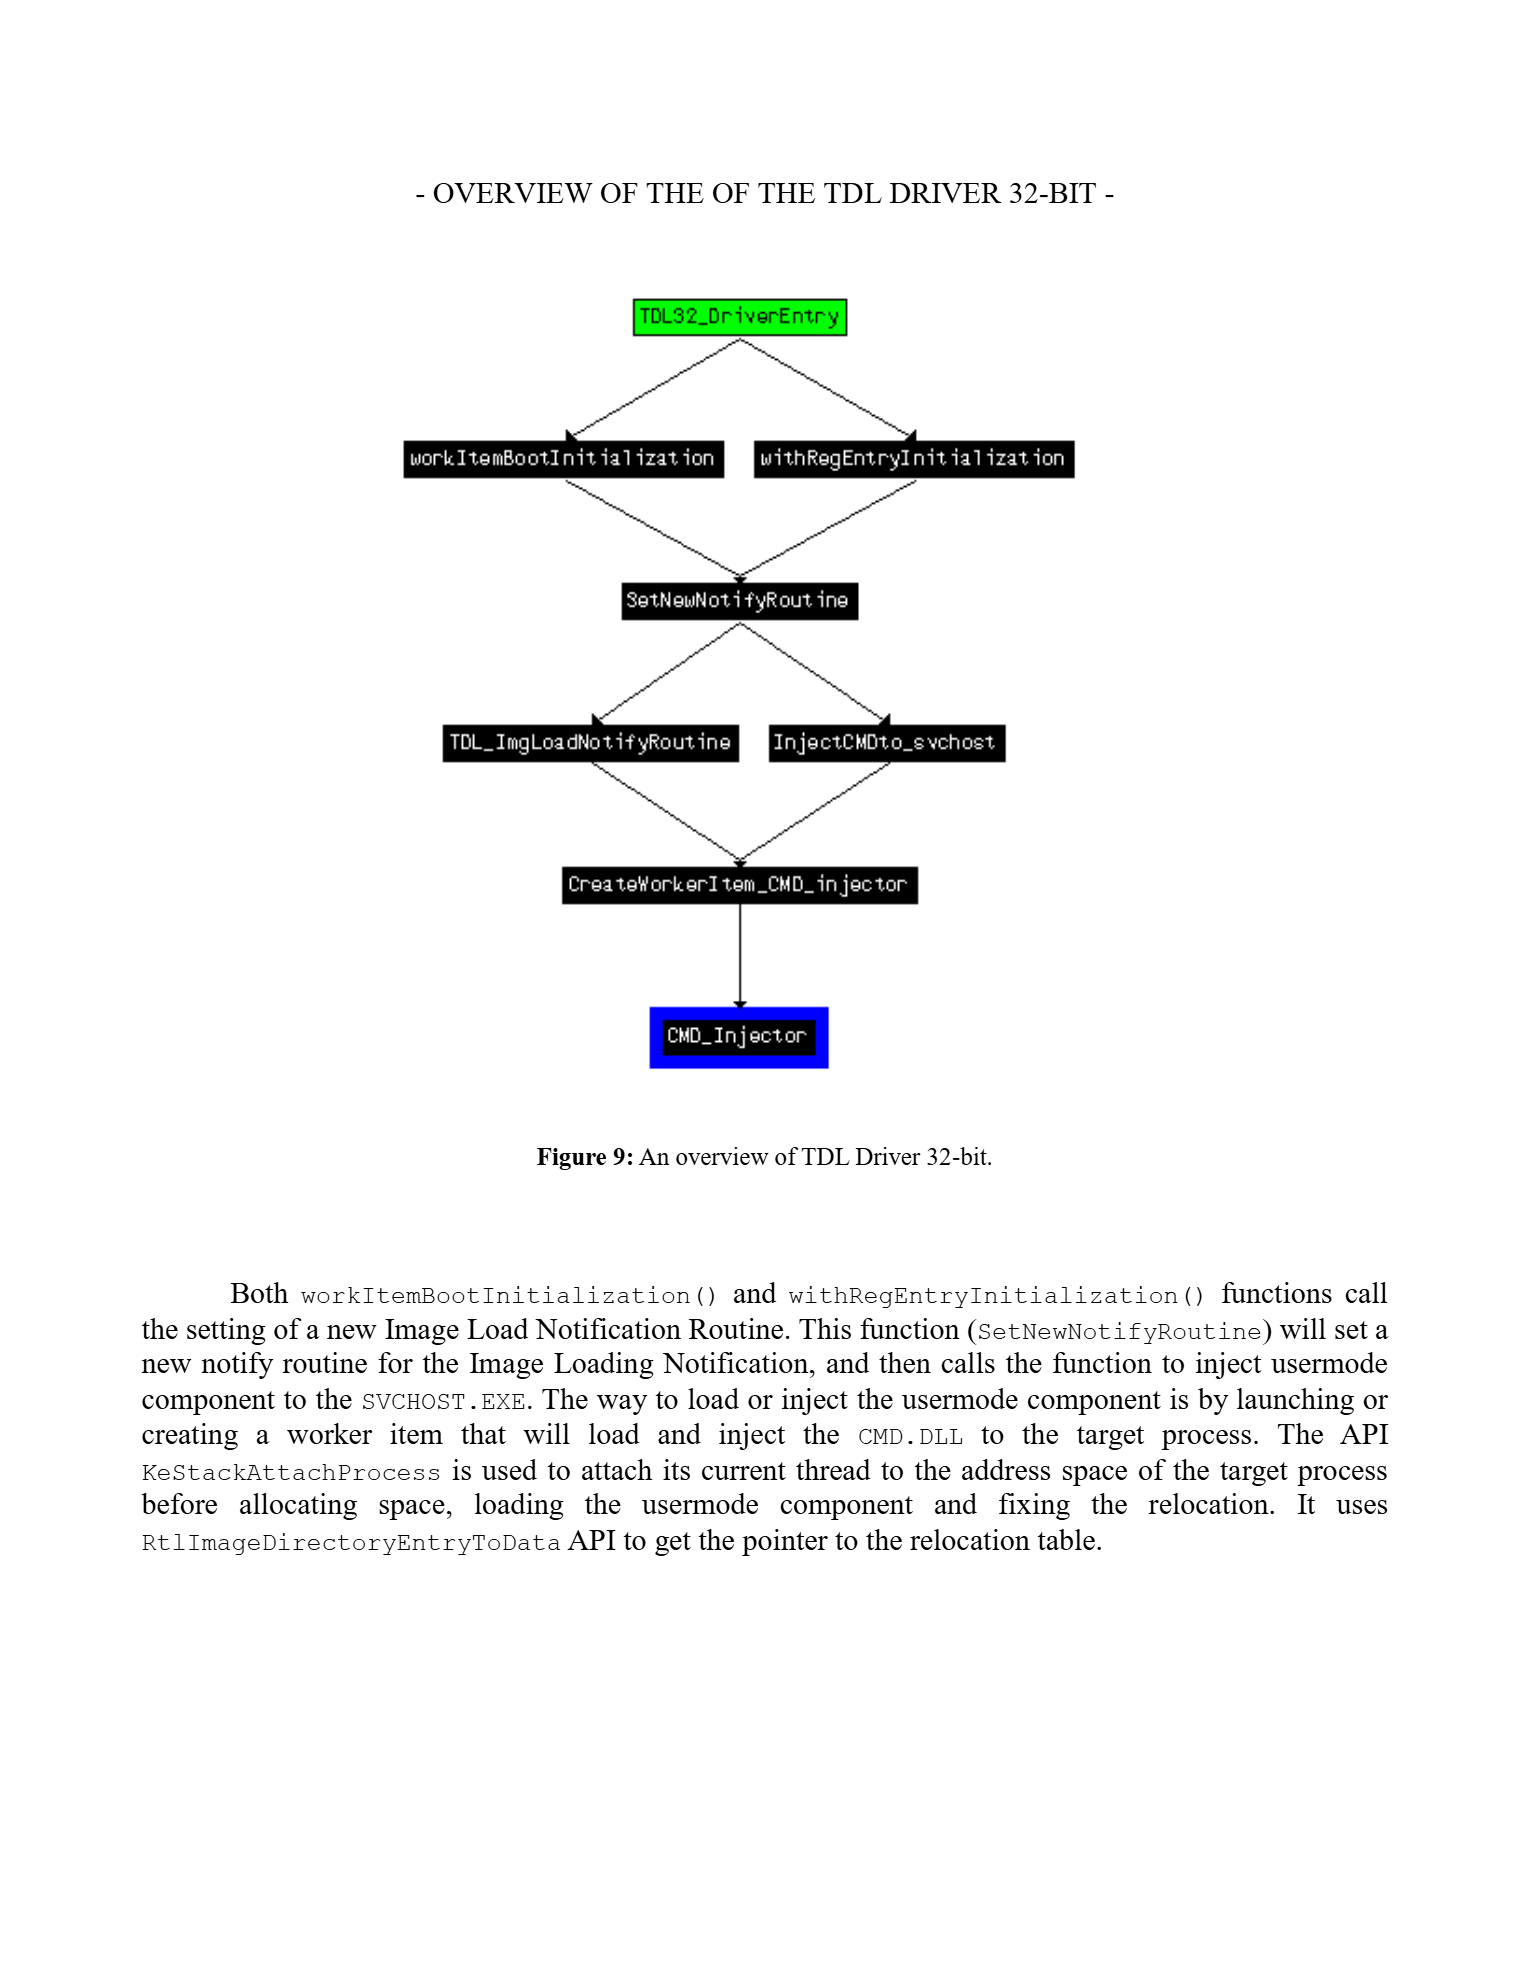 - OVERVIEW OF THE OF THE TDL DRIVER 32-BIT -
TDL32_DriverEntry
workItemBootInitialization
withRegEntryInitialization
SetNewNotifyRoutine
TDL_ImgLoadNotifyRoutine
InjectCMDto_svchost
CreateWorkerItem_CMD_injector
CMD_Injector
Figure 9: An overview of TDL Driver 32-bit.
Both workItemBootInitialization() and withRegEntryInitialization() functions call
the setting of a new Image Load Notification Routine. This function (SetNewNotifyRoutine) will set a
new notify routine for the Image Loading Notification, and then calls the function to inject usermode
component to the SVCHOST.EXE. The way to load or inject the usermode component is by launching or
creating a worker item that will load and inject the CMD.DLL to the target process. The API
KeStackAttachProcess is used to attach its current thread to the address space of the target process
before allocating space, loading the usermode component and fixing the relocation. It uses
RtlImageDirectoryEntryToData API to get the pointer to the relocation table.